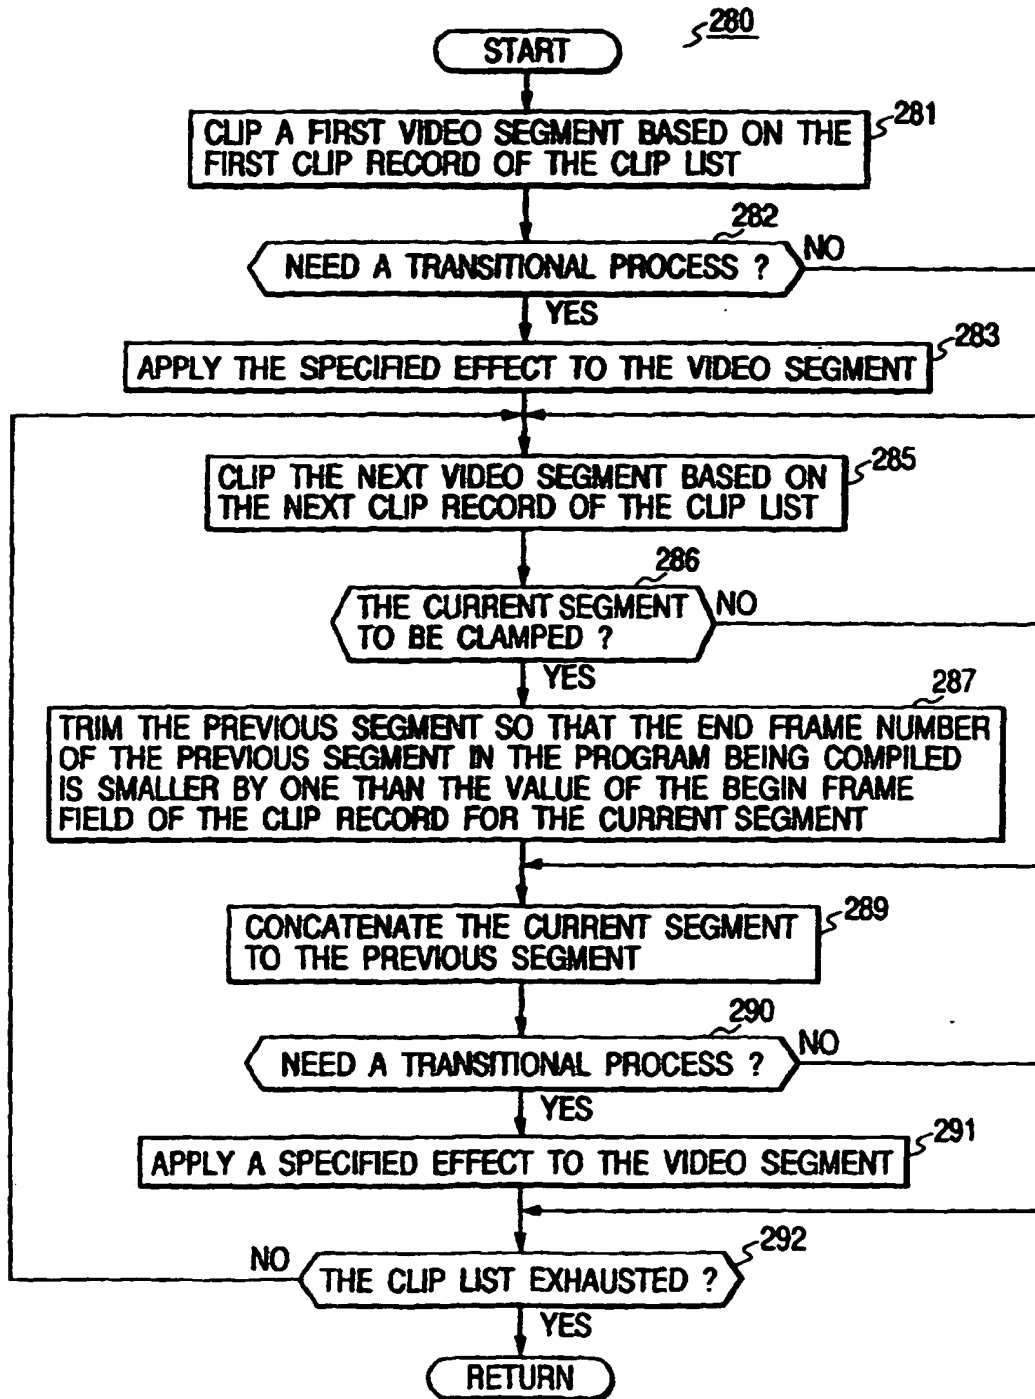 280
START
281
CLIP A FIRST VIDEO SEGMENT BASED ON THE
FIRST CLIP RECORD OF THE CLIP LIST
282
NEED A TRANSITIONAL PROCESS ?
NO
YES
283
APPLY THE SPECIFIED EFFECT TO THE VIDEO SEGMENT
285
CLIP THE NEXT VIDEO SEGMENT BASED ON
THE NEXT CLIP RECORD OF THE CLIP LIST
286
THE CURRENT SEGMENT
TO BE CLAMPED ?
NO
YES
287
TRIM THE PREVIOUS SEGMENT SO THAT THE END FRAME NUMBER
OF THE PREVIOUS SEGMENT IN THE PROGRAM BEING COMPILED
IS SMALLER BY ONE THAN THE VALUE OF THE BEGIN FRAME
FIELD OF THE CLIP RECORD FOR THE CURRENT SEGMENT
289
CONCATENATE THE CURRENT SEGMENT
TO THE PREVIOUS SEGMENT
290
NEED A TRANSITIONAL PROCESS ?
NO
YES
291
APPLY A SPECIFIED EFFECT TO THE VIDEO SEGMENT
292
NO
THE CLIP LIST EXHAUSTED ?
YES
RETURN